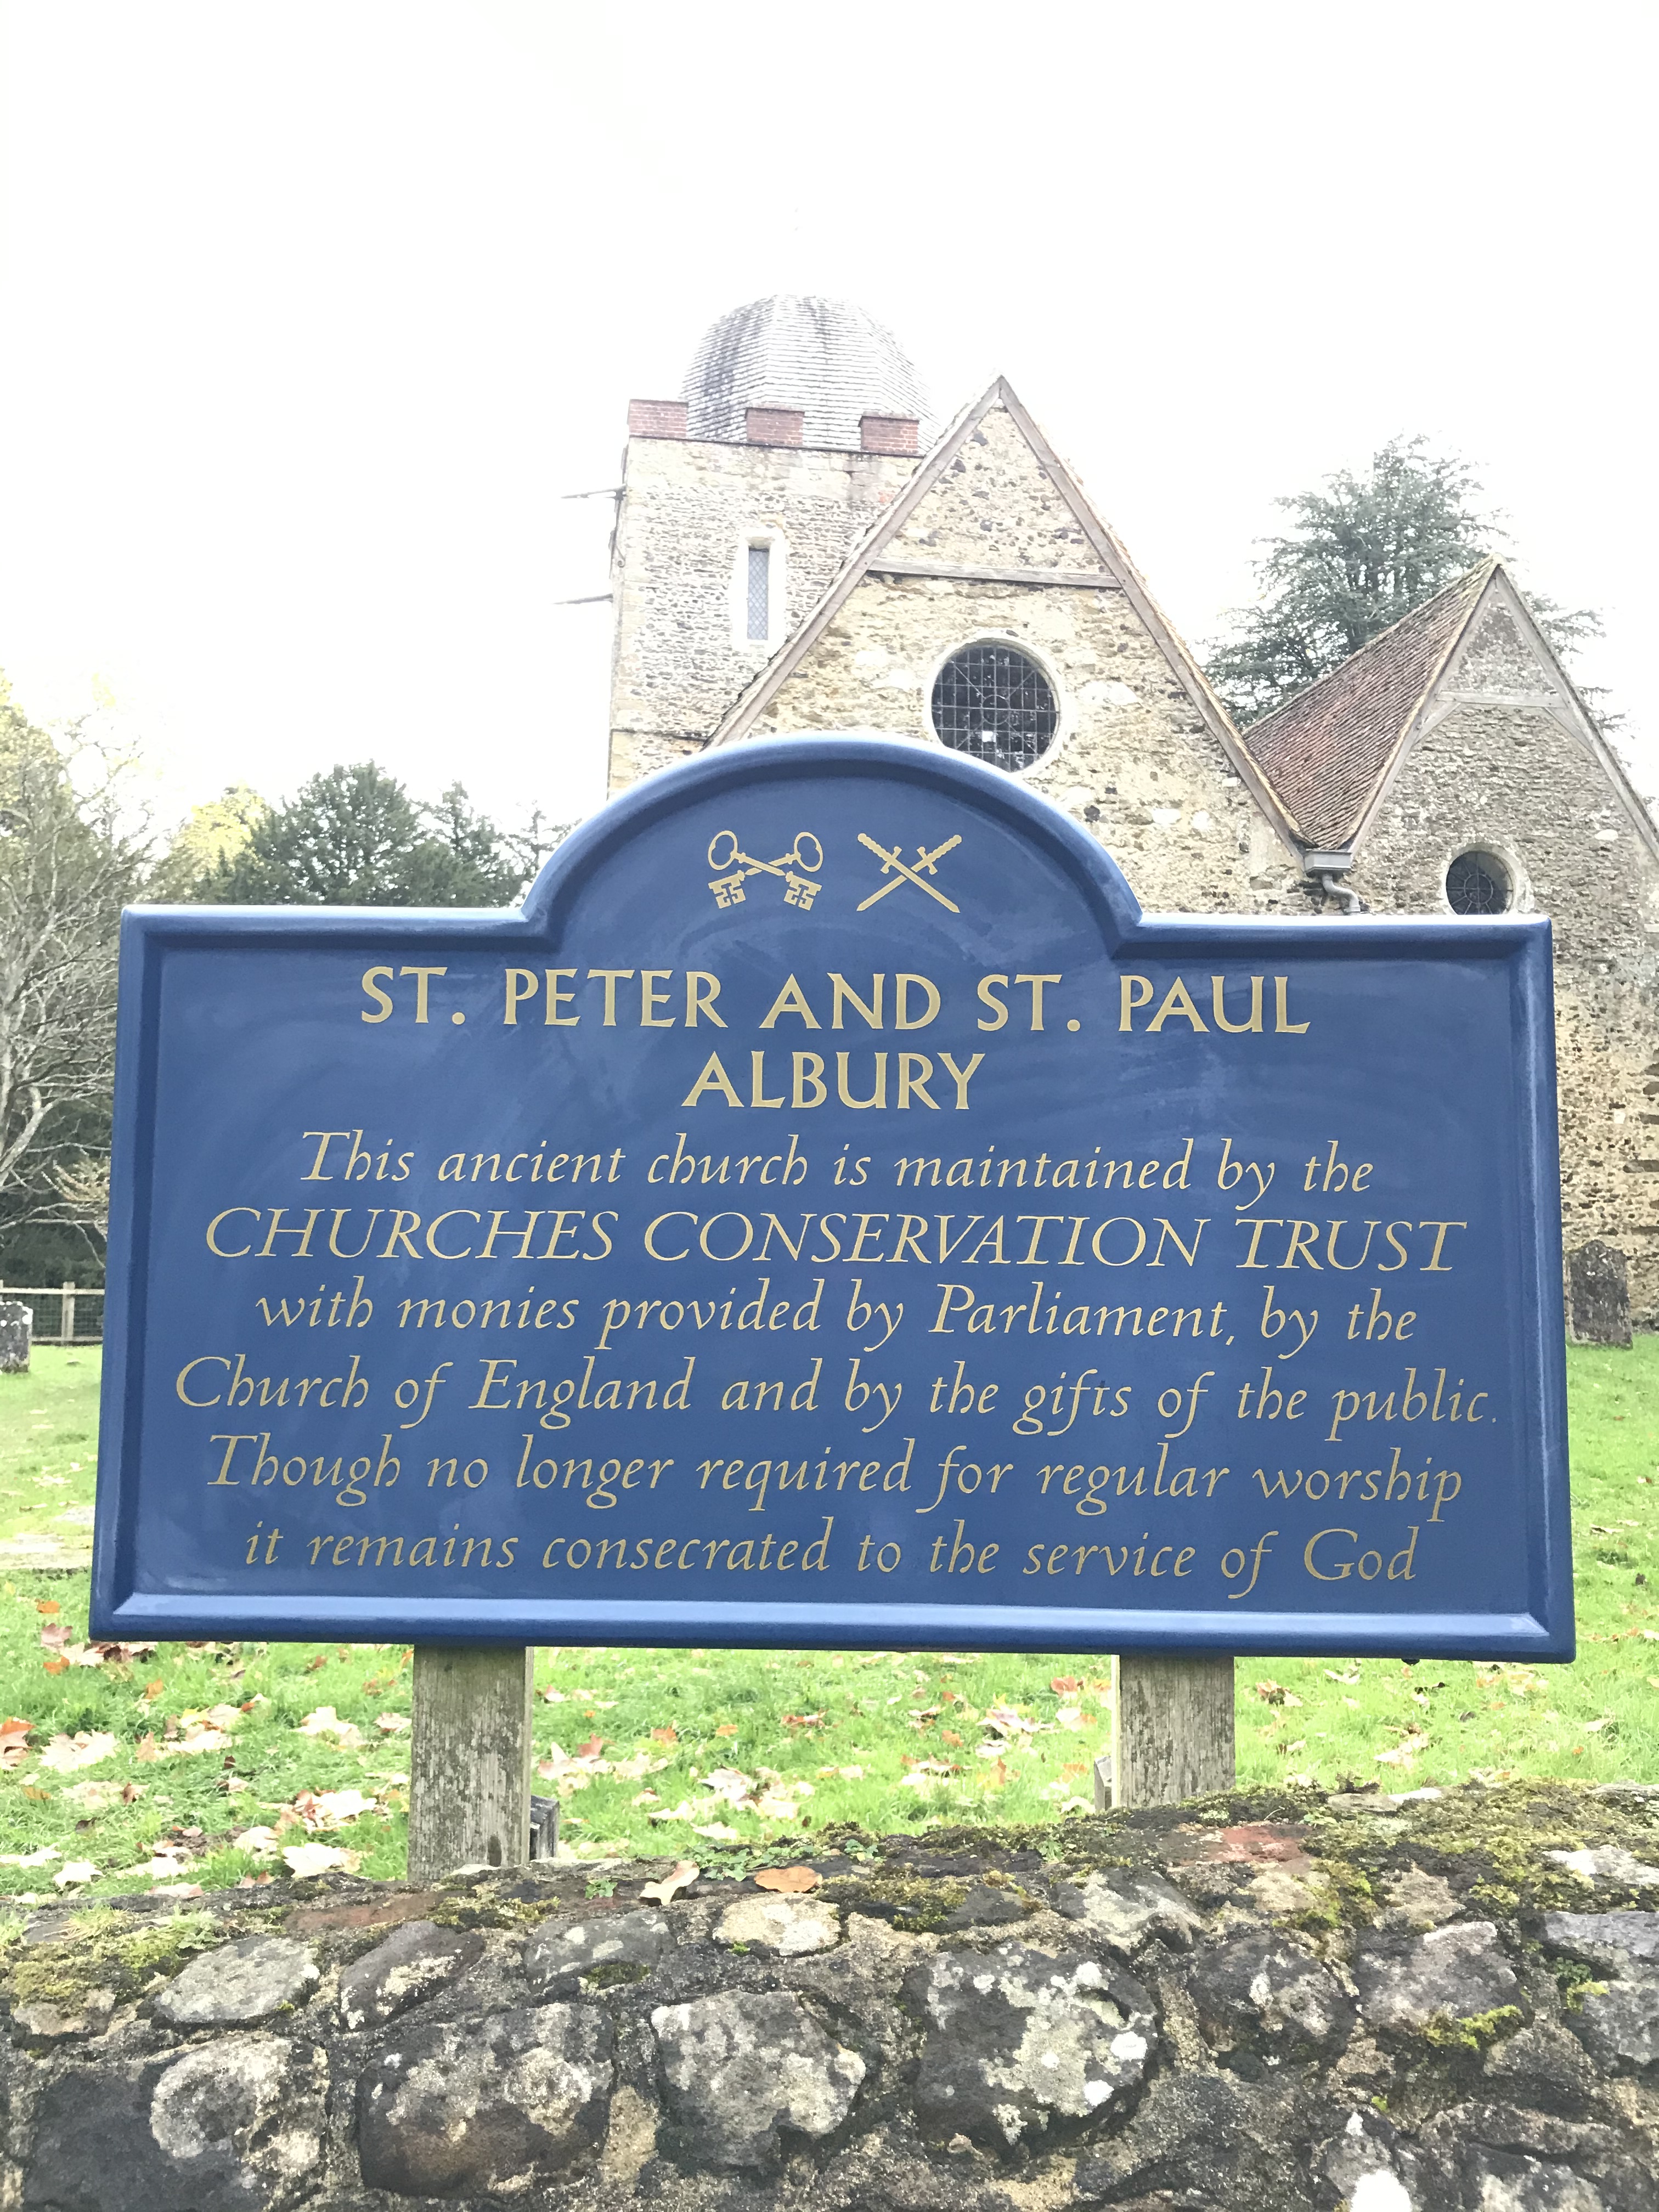 ST. PETER AND ST. PAUL
ALBURY
This ancient church is maintained by the
CHURCHES CONSERVATION TRUST
with monies provided by Parliament, by the
Church of England and by the gifts of the public.
Though no longer required for regular worship
it remains consecrated to the service of God